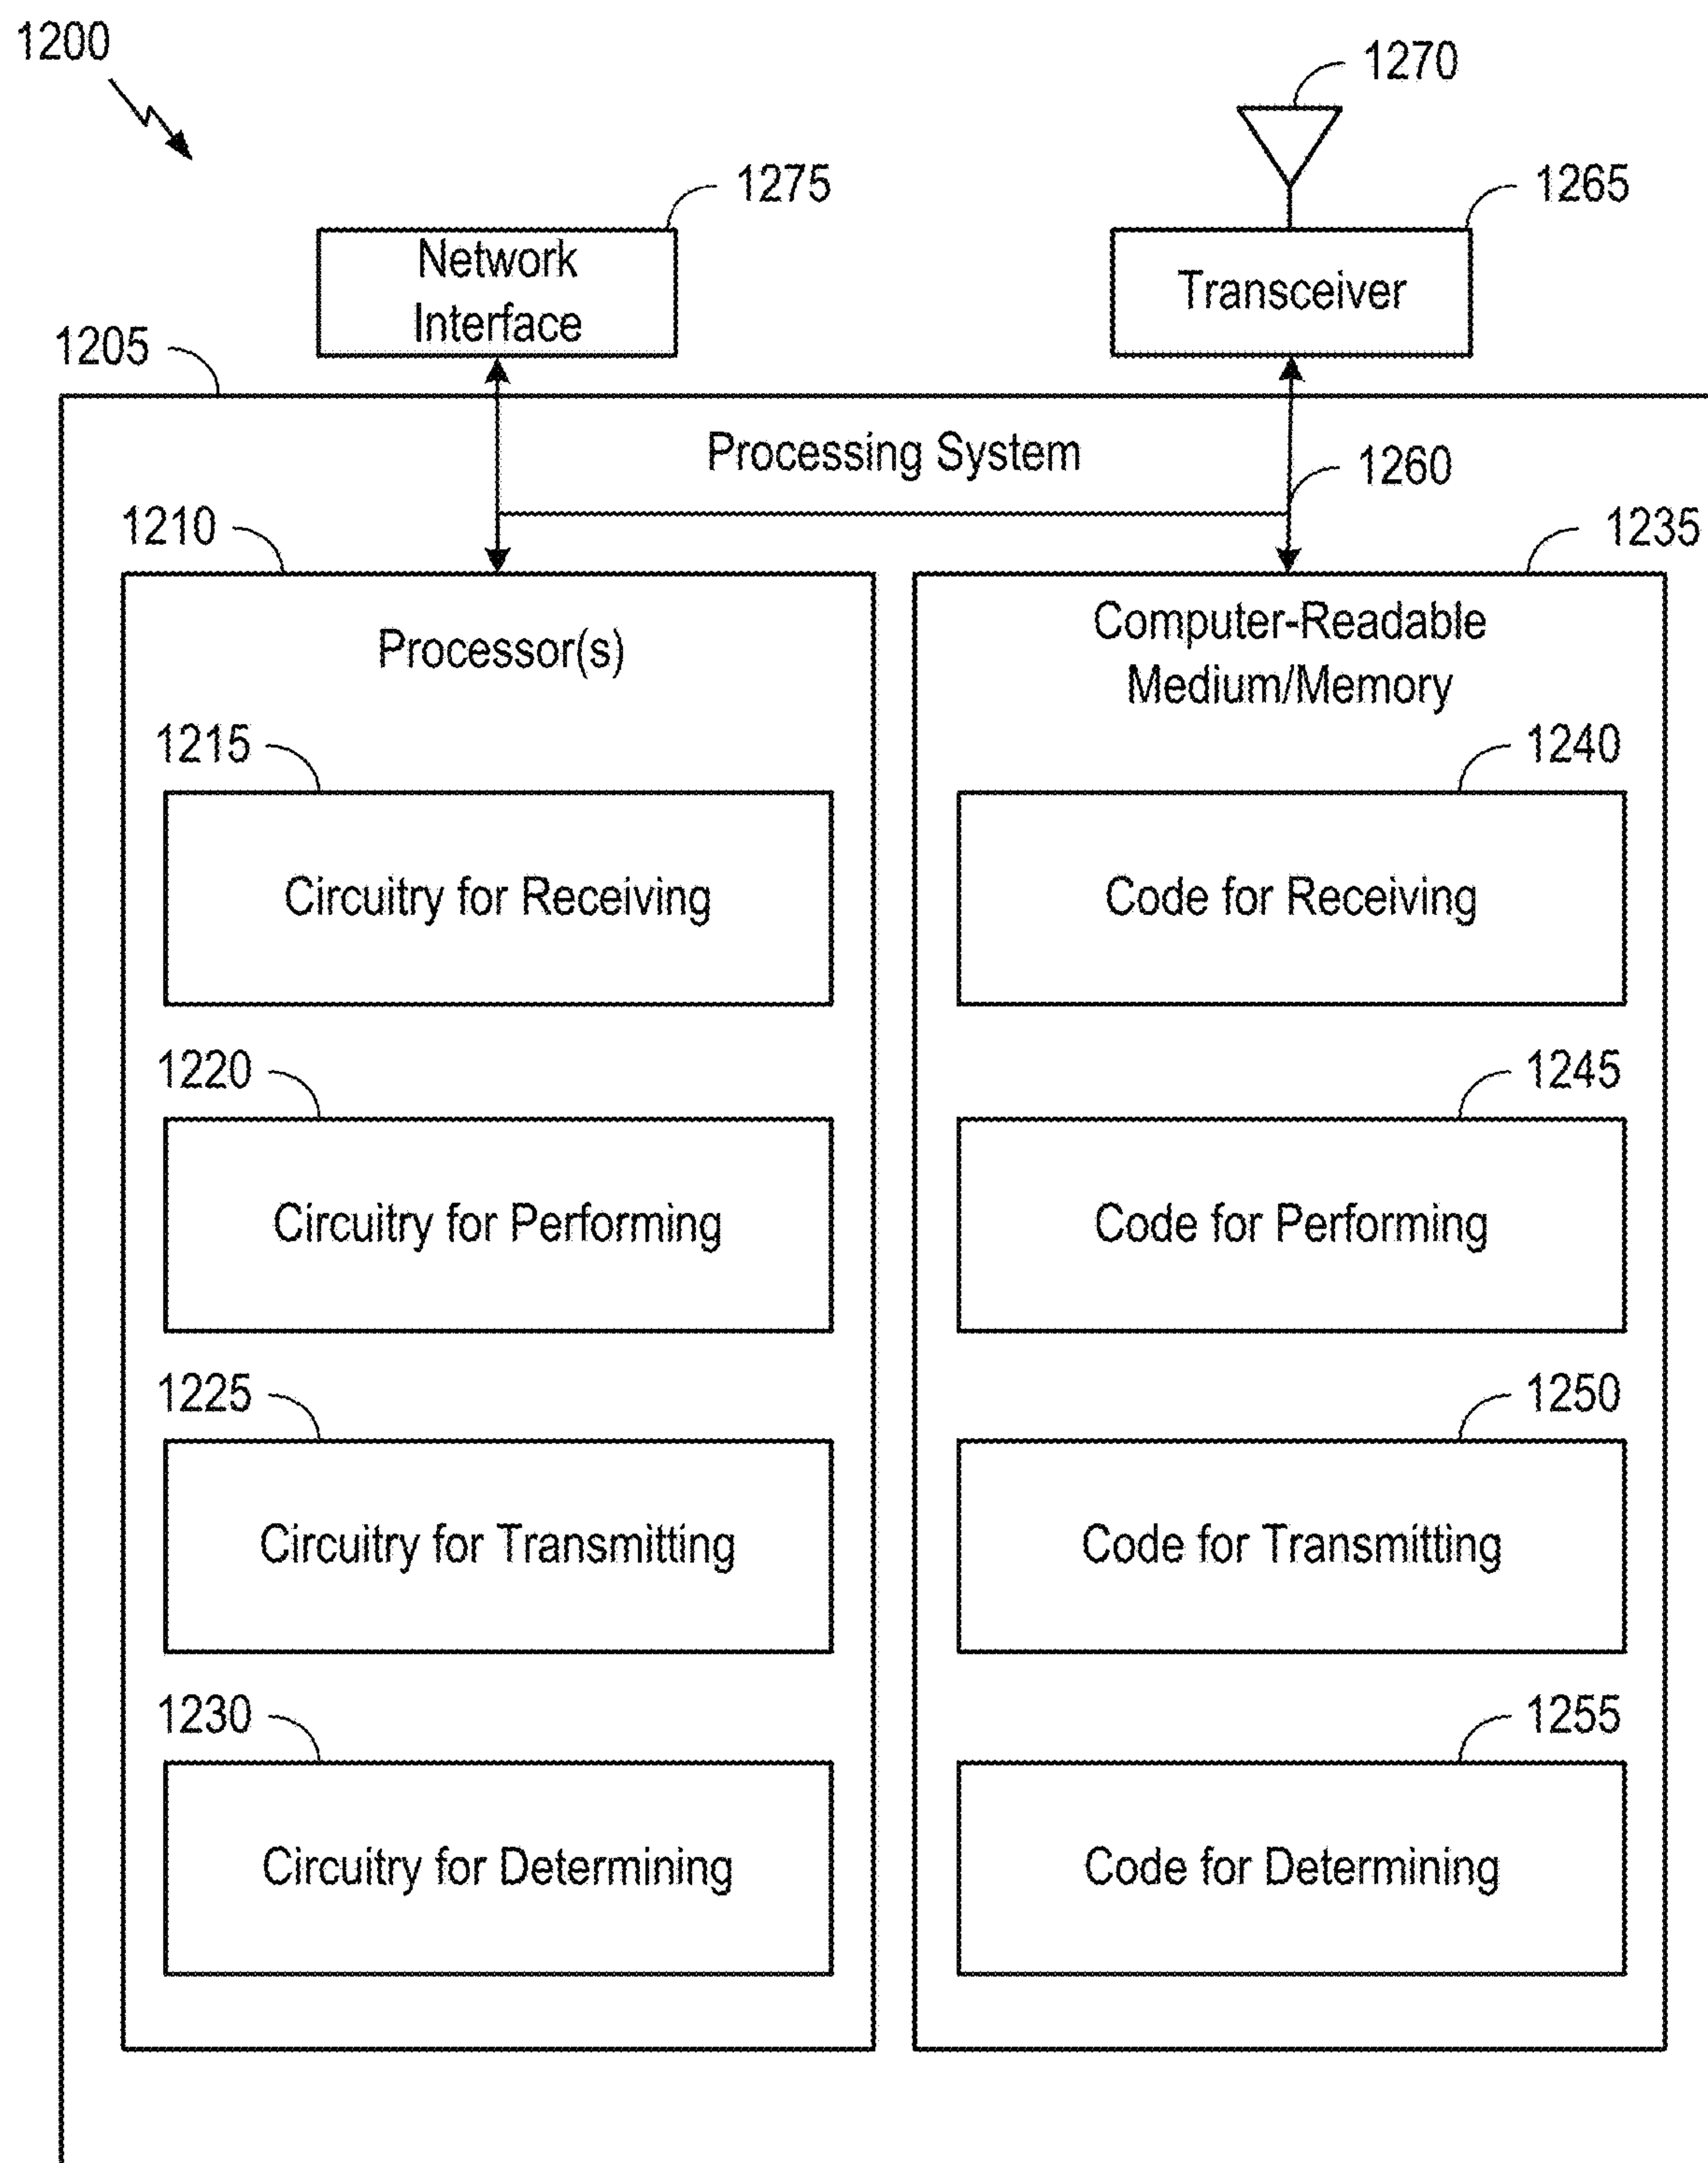 1200
1270
1275
1265
Network
Interface
Transceiver
1205
Processing System
1260
1210
1235
Processor(s)
Computer-Readable
Medium/Memory
1215
1240
Circuitry for Receiving
Code for Receiving
1220
1245
Circuitry for Performing
Code for Performing
1225
1250
Circuitry for Transmitting
Code for Transmitting
1230
1255
Circuitry for Determining
Code for Determining